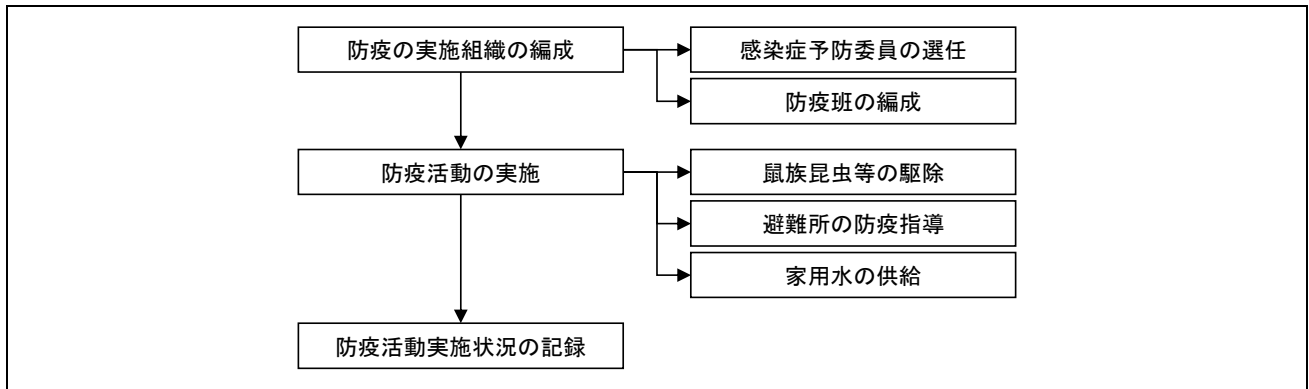 防疫の実施組織の編成
感染症予防委員の選任
防疫班の編成
防疫活動の実施
鼠族昆虫等の駆除
避難所の防疫指導
家用水の供給
防疫活動実施状況の記録